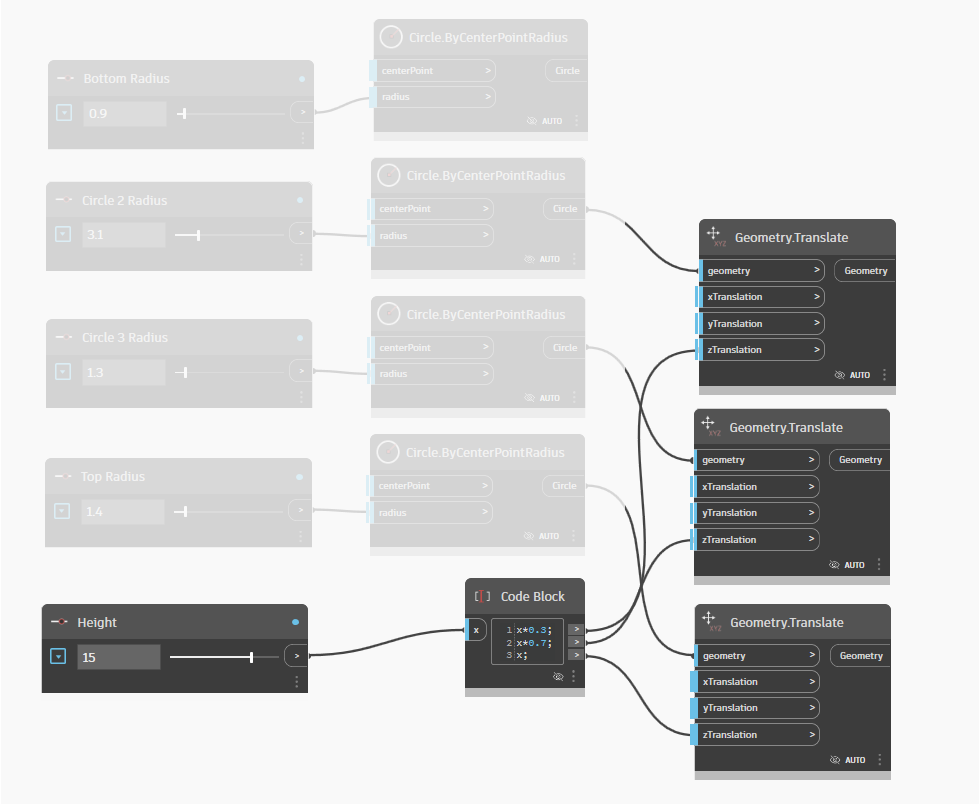 Circle.ByCenterPointRadius
centerPoint > Circle
radius >
AUTO
Bottom Radius
0.9 >
Circle.ByCenterPointRadius
centerPoint > Circle
radius >
AUTO
Circle 2 Radius
3.1 >
Circle.ByCenterPointRadius
centerPoint > Circle
radius >
AUTO
Circle 3 Radius
1.3 >
Circle.ByCenterPointRadius
centerPoint > Circle
radius >
AUTO
Top Radius
1.4 >
Height
15 >
Code Block
x
1 x*0.3; >
2 x*0.7; >
3 x; >
XYZ Geometry.Translate
geometry > Geometry
xTranslation >
yTranslation >
zTranslation >
AUTO
XYZ Geometry.Translate
geometry > Geometry
xTranslation >
yTranslation >
zTranslation >
AUTO
XYZ Geometry.Translate
geometry > Geometry
xTranslation >
yTranslation >
zTranslation >
AUTO